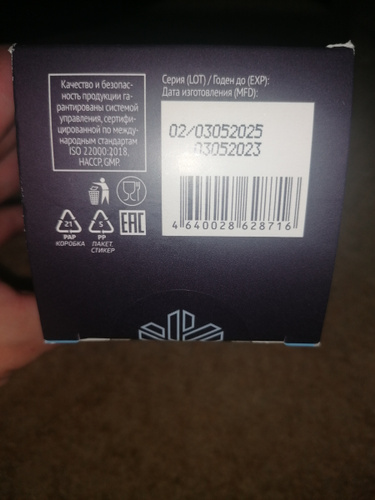 Качество и безопас-
ность продукции га-
рантированы системой
управления, сертифи-
цированной по между-
народным стандартам
ISO 22000:2018,
HACCP, GMP.
Серия (LOT) / Годен до (EXP):
Дата изготовления (MFD):
02/03052025
03052023
4 640028 628716
21
PAP
КОРОБКА
5
PP
ПАКЕТ,
СТИКЕР
EAC